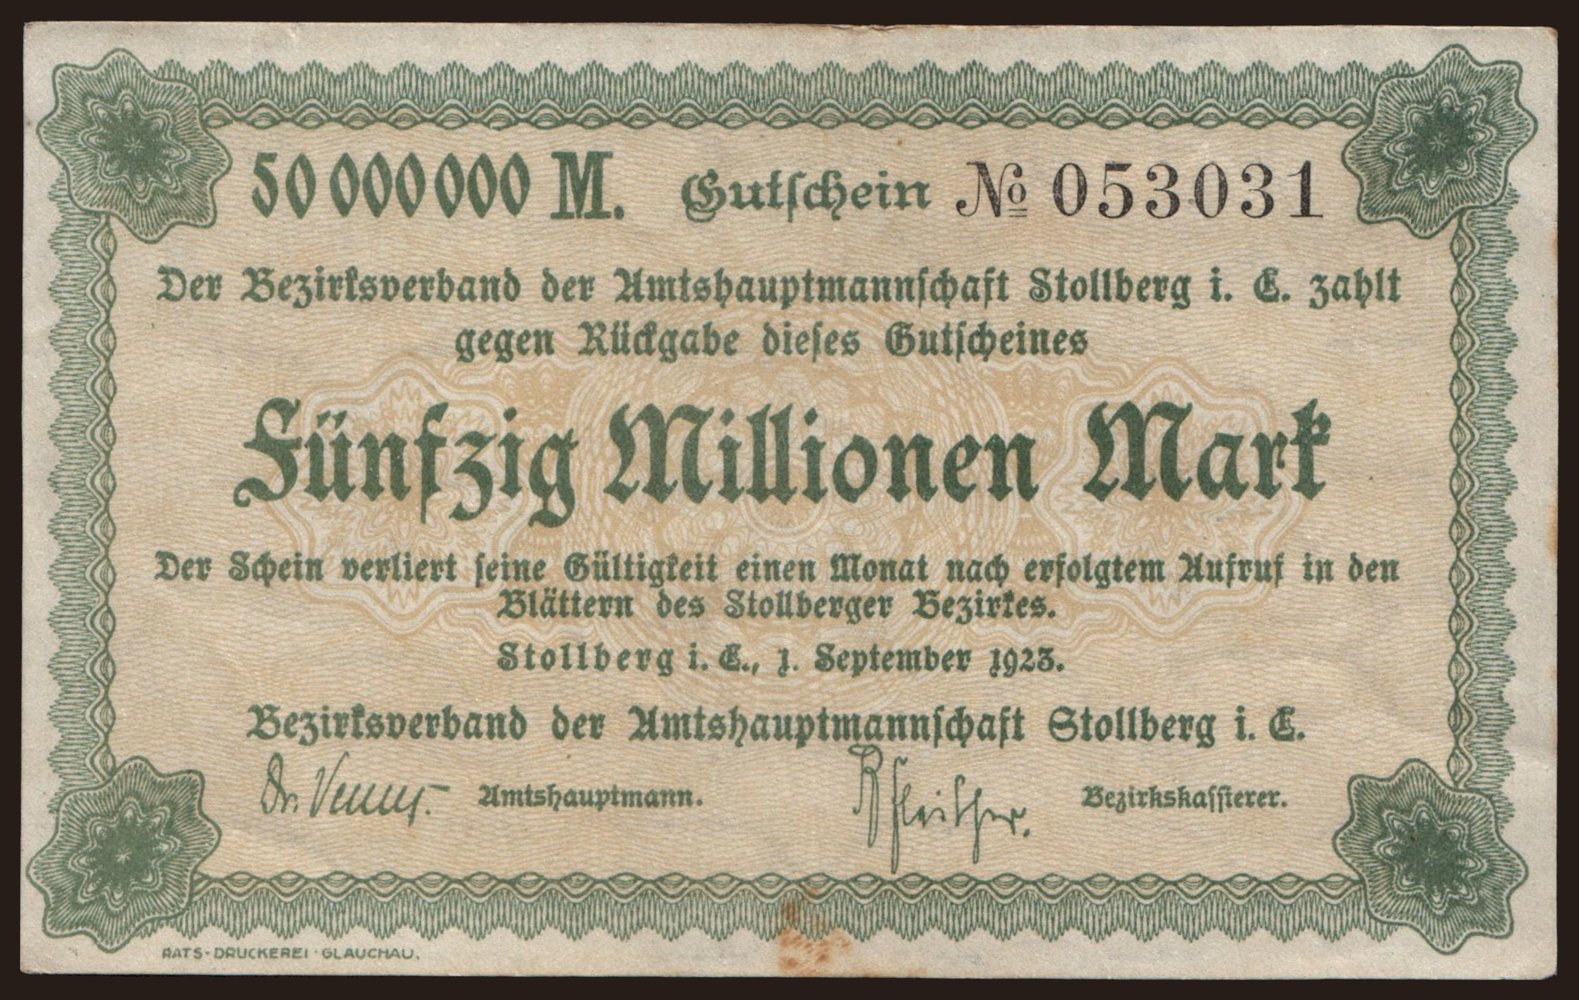 50 000 000 M. Gutschein № 053031
Der Bezirksverband der Amtshauptmannschaft Stollberg i. E. zahlt
gegen Rückgabe dieses Gutscheines
Fünfzig Millionen Mark
Der Schein verliert seine Gültigkeit einen Monat nach erfolgtem Aufruf in den
Blättern des Stollberger Bezirkes.
Stollberg i. E., 1. September 1923.
Bezirksverband der Amtshauptmannschaft Stollberg i. E.
Dr. Amtshauptmann. Bezirkskassierer.
RATS-DRUCKEREI · GLAUCHAU.